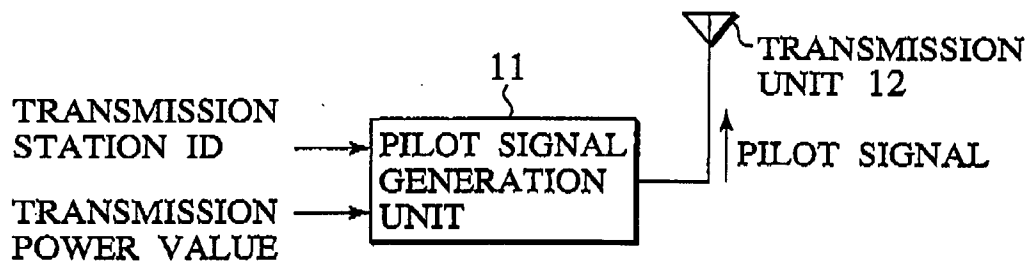 11
TRANSMISSION
UNIT 12
TRANSMISSION
STATION ID
PILOT SIGNAL
GENERATION
UNIT
PILOT SIGNAL
TRANSMISSION
POWER VALUE